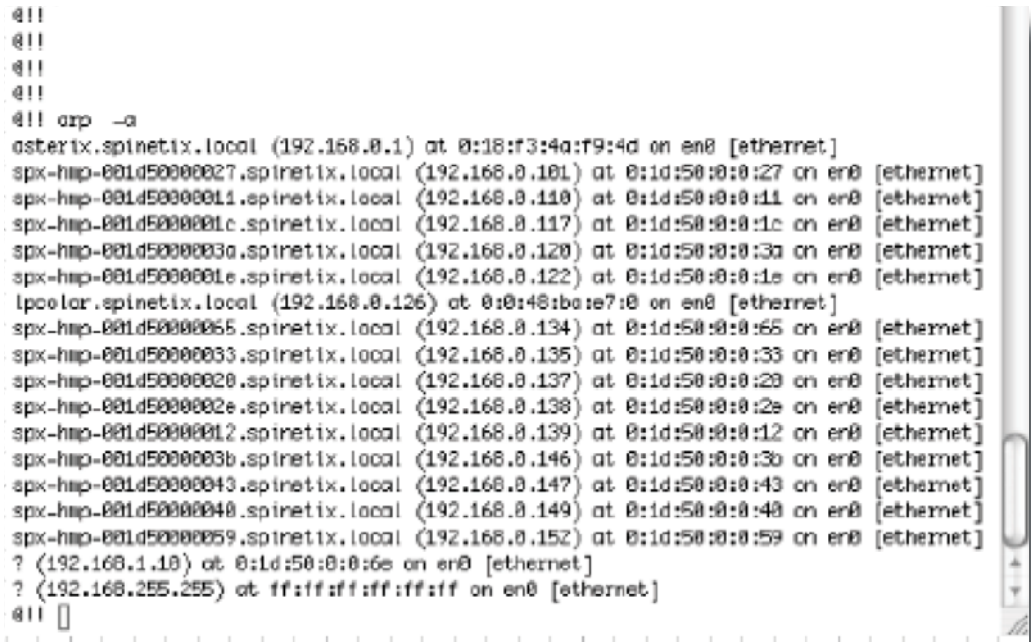 @!!
@!!
@!!
@!!
@!! arp -a
asterix.spinetix.local (192.168.0.1) at 0:18:f3:4a:f9:4d on en0 [ethernet]
spx-hmp-001d50000027.spinetix.local (192.168.0.101) at 0:1d:50:0:0:27 on en0 [ethernet]
spx-hmp-001d50000011.spinetix.local (192.168.0.110) at 0:1d:50:0:0:11 on en0 [ethernet]
spx-hmp-001d5000001c.spinetix.local (192.168.0.117) at 0:1d:50:0:0:1c on en0 [ethernet]
spx-hmp-001d5000003a.spinetix.local (192.168.0.120) at 0:1d:50:0:0:3a on en0 [ethernet]
spx-hmp-001d5000001e.spinetix.local (192.168.0.122) at 0:1d:50:0:0:1e on en0 [ethernet]
lpcolar.spinetix.local (192.168.0.126) at 0:0:48:ba:e7:0 on en0 [ethernet]
spx-hmp-001d50000065.spinetix.local (192.168.0.134) at 0:1d:50:0:0:65 on en0 [ethernet]
spx-hmp-001d50000033.spinetix.local (192.168.0.135) at 0:1d:50:0:0:33 on en0 [ethernet]
spx-hmp-001d50000028.spinetix.local (192.168.0.137) at 0:1d:50:0:0:28 on en0 [ethernet]
spx-hmp-001d5000002e.spinetix.local (192.168.0.138) at 0:1d:50:0:0:2e on en0 [ethernet]
spx-hmp-001d50000012.spinetix.local (192.168.0.139) at 0:1d:50:0:0:12 on en0 [ethernet]
spx-hmp-001d5000003b.spinetix.local (192.168.0.146) at 0:1d:50:0:0:3b on en0 [ethernet]
spx-hmp-001d50000043.spinetix.local (192.168.0.147) at 0:1d:50:0:0:43 on en0 [ethernet]
spx-hmp-001d50000040.spinetix.local (192.168.0.149) at 0:1d:50:0:0:40 on en0 [ethernet]
spx-hmp-001d50000059.spinetix.local (192.168.0.152) at 0:1d:50:0:0:59 on en0 [ethernet]
? (192.168.1.10) at 0:1d:50:0:0:6e on en0 [ethernet]
? (192.168.255.255) at ff:ff:ff:ff:ff:ff on en0 [ethernet]
@!!